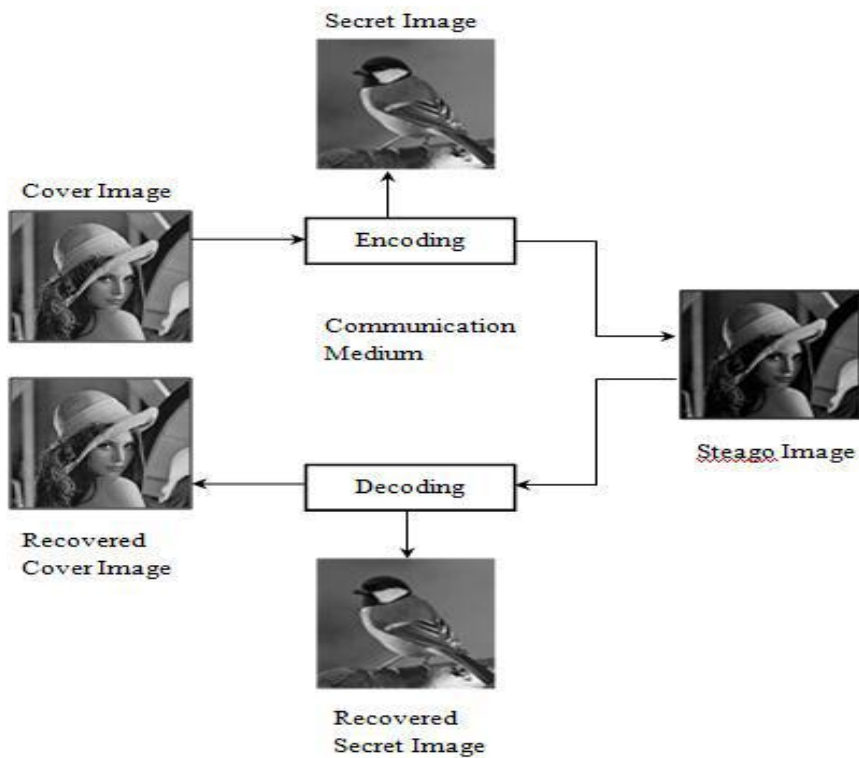 Secret Image
Cover Image
Encoding
Communication
Medium
Steago Image
Decoding
Recovered
Cover Image
Recovered
Secret Image